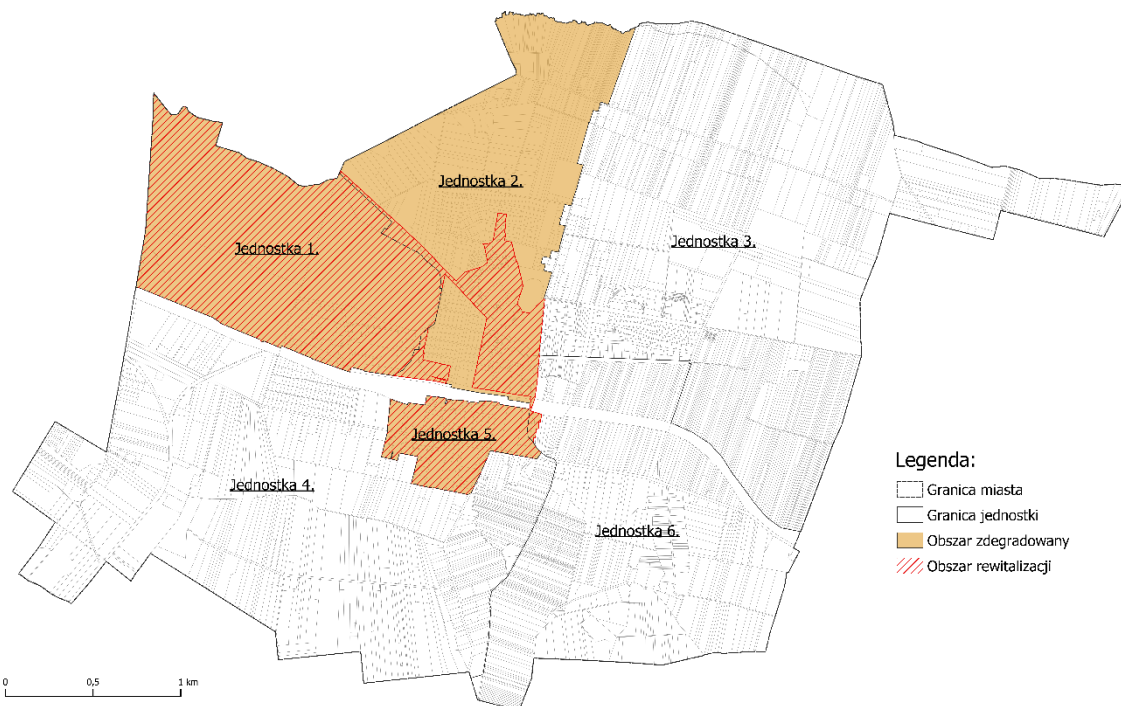 Jednostka 2.
Jednostka 1.
Jednostka 3.
Jednostka 5.
Jednostka 4.
Jednostka 6.
Legenda:
Granica miasta
Granica jednostki
Obszar zdegradowany
Obszar rewitalizacji
0 0,5 1 km